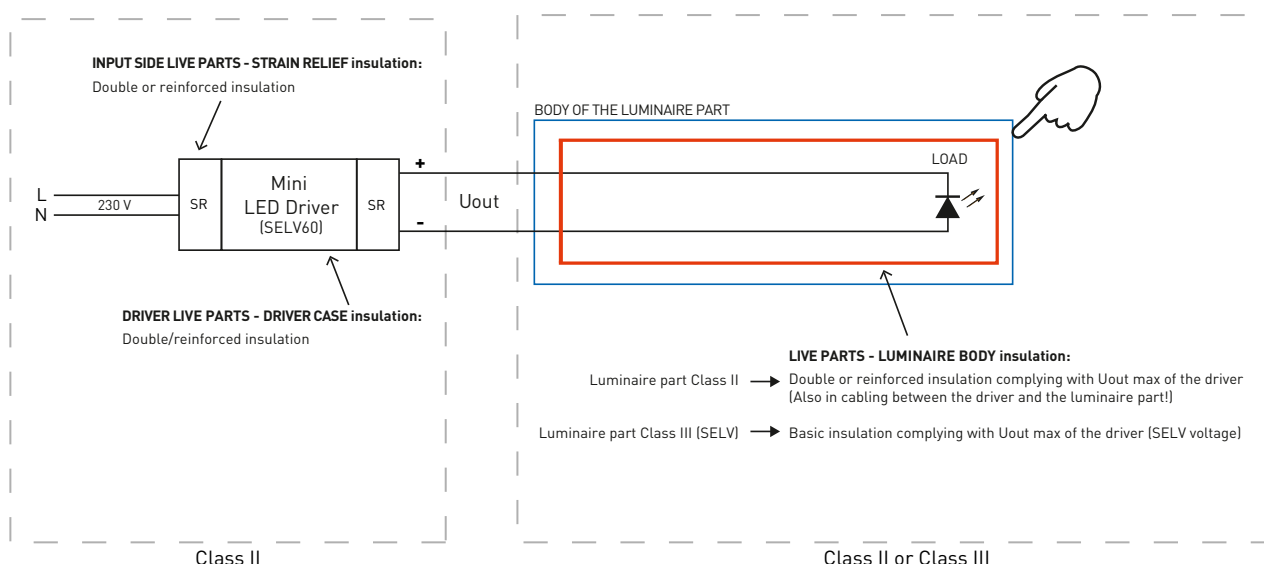 INPUT SIDE LIVE PARTS - STRAIN RELIEF insulation:
Double or reinforced insulation
BODY OF THE LUMINAIRE PART
LOAD
L
N
230 V
SR
Mini
LED Driver
(SELV60)
SR
+
-
Uout
DRIVER LIVE PARTS - DRIVER CASE insulation:
Double/reinforced insulation
LIVE PARTS - LUMINAIRE BODY insulation:
Luminaire part Class II
Double or reinforced insulation complying with Uout max of the driver
(Also in cabling between the driver and the luminaire part!)
Luminaire part Class III (SELV)
Basic insulation complying with Uout max of the driver (SELV voltage)
Class II
Class II or Class III